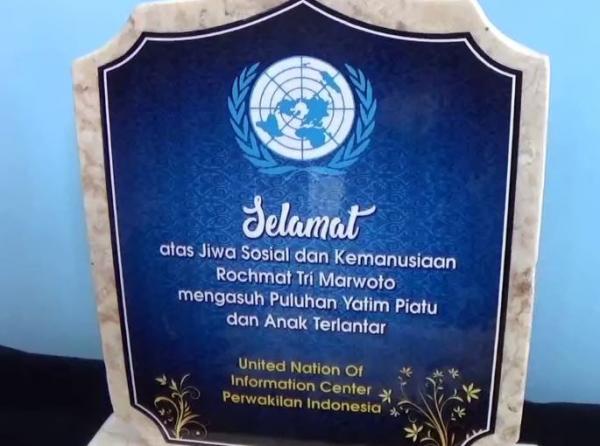 Selamat
atas Jiwa Sosial dan Kemanusiaan
Rochmat Tri Marwoto
mengasuh Puluhan Yatim Piatu
dan Anak Terlantar
United Nation Of
Information Center
Perwakilan Indonesia